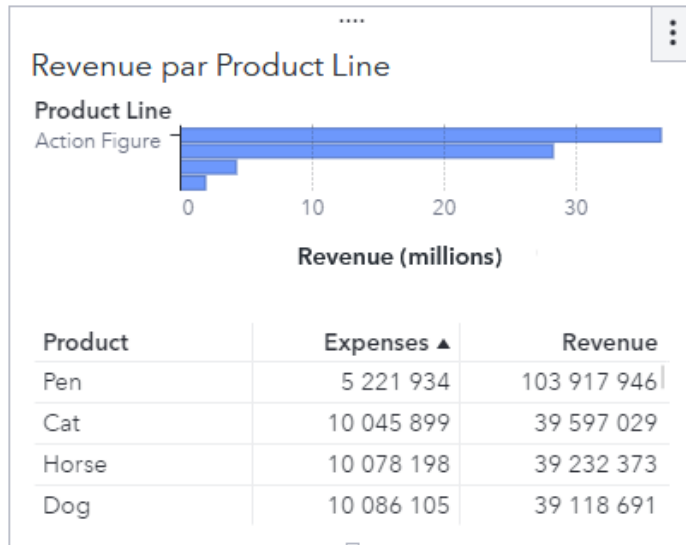 Revenue par Product Line
Product Line
Action Figure
0 10 20 30
Revenue (millions)
Product Expenses ▲ Revenue
Pen 5 221 934 103 917 946
Cat 10 045 899 39 597 029
Horse 10 078 198 39 232 373
Dog 10 086 105 39 118 691